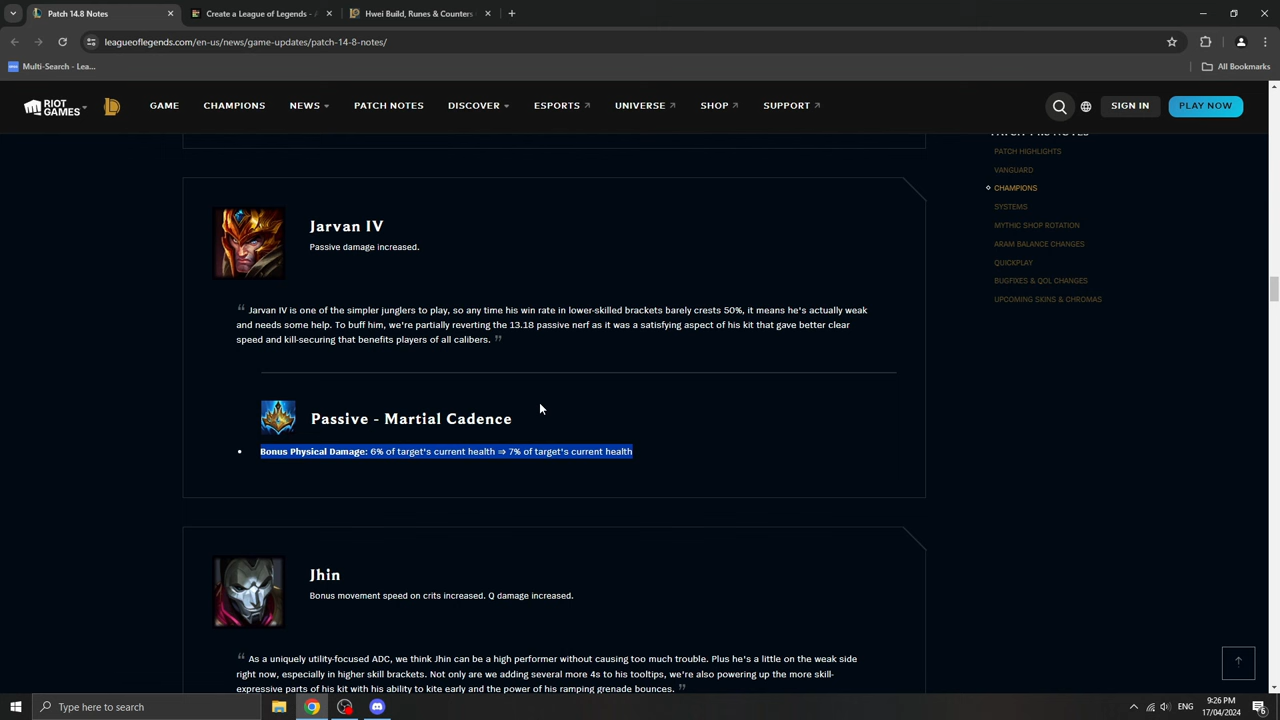 Patch 14.8 Notes
Create a League of Legends - A
Hwei Build, Runes & Counters
leagueoflegends.com/en-us/news/game-updates/patch-14-8-notes/
Multi-Search - Lea...
All Bookmarks
RIOT GAMES
GAME
CHAMPIONS
NEWS
PATCH NOTES
DISCOVER
ESPORTS
UNIVERSE
SHOP
SUPPORT
SIGN IN
PLAY NOW
PATCH HIGHLIGHTS
VANGUARD
CHAMPIONS
SYSTEMS
MYTHIC SHOP ROTATION
ARAM BALANCE CHANGES
QUICKPLAY
BUGFIXES & QOL CHANGES
UPCOMING SKINS & CHROMAS
Jarvan IV
Passive damage increased.
“ Jarvan IV is one of the simpler junglers to play, so any time his win rate in lower-skilled brackets barely crests 50%, it means he's actually weak
and needs some help. To buff him, we're partially reverting the 13.18 passive nerf as it was a satisfying aspect of his kit that gave better clear
speed and kill-securing that benefits players of all calibers. ”
Passive - Martial Cadence
• Bonus Physical Damage: 6% of target's current health ⇒ 7% of target's current health
Jhin
Bonus movement speed on crits increased. Q damage increased.
“ As a uniquely utility-focused ADC, we think Jhin can be a high performer without causing too much trouble. Plus he's a little on the weak side
right now, especially in higher skill brackets. Not only are we adding several more 4s to his tooltips, we're also powering up the more skill-
expressive parts of his kit with his ability to kite early and the power of his ramping grenade bounces. ”
Type here to search
ENG
9:26 PM
17/04/2024